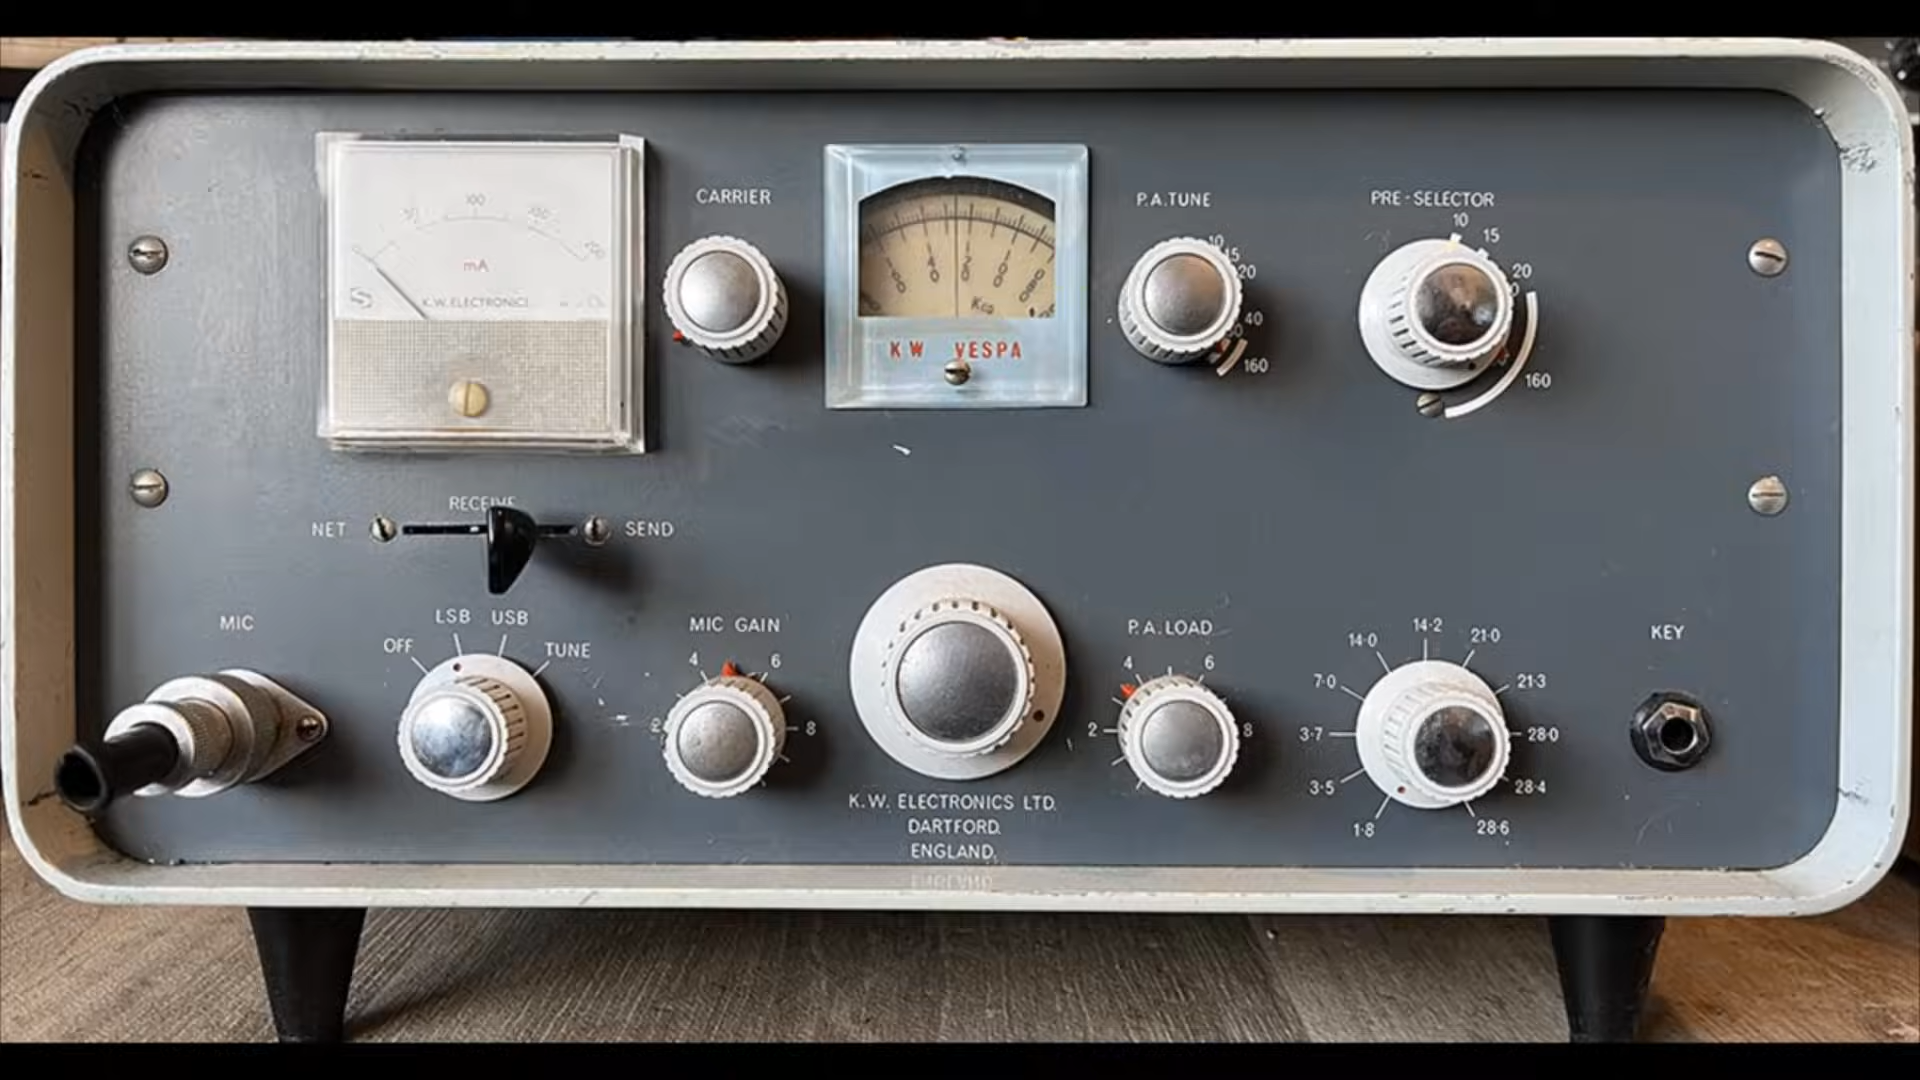 CARRIER
P.A.TUNE
PRE-SELECTOR
10
15
20
160
10
15
20
40
160
100
mA
K.W. ELECTRONICS
Kcs
KW VESPA
RECEIVE
NET
SEND
MIC
OFF
LSB
USB
TUNE
MIC GAIN
2
4
6
8
P.A.LOAD
2
4
6
8
1·8
3·5
3·7
7·0
14·0
14·2
21·0
21·3
28·0
28·4
28·6
KEY
K.W. ELECTRONICS LTD.
DARTFORD.
ENGLAND.